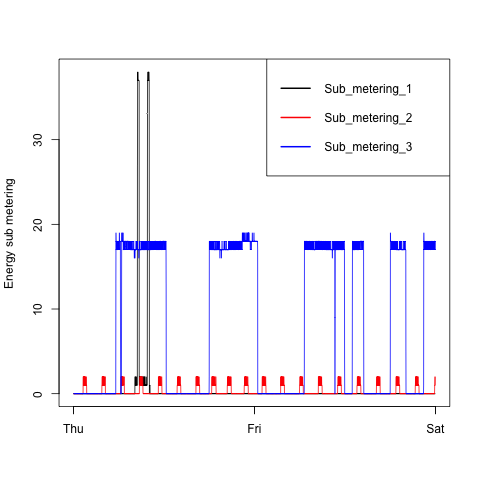 Sub_metering_1
Sub_metering_2
Sub_metering_3
Energy sub metering
30
20
10
0
Thu Fri Sat